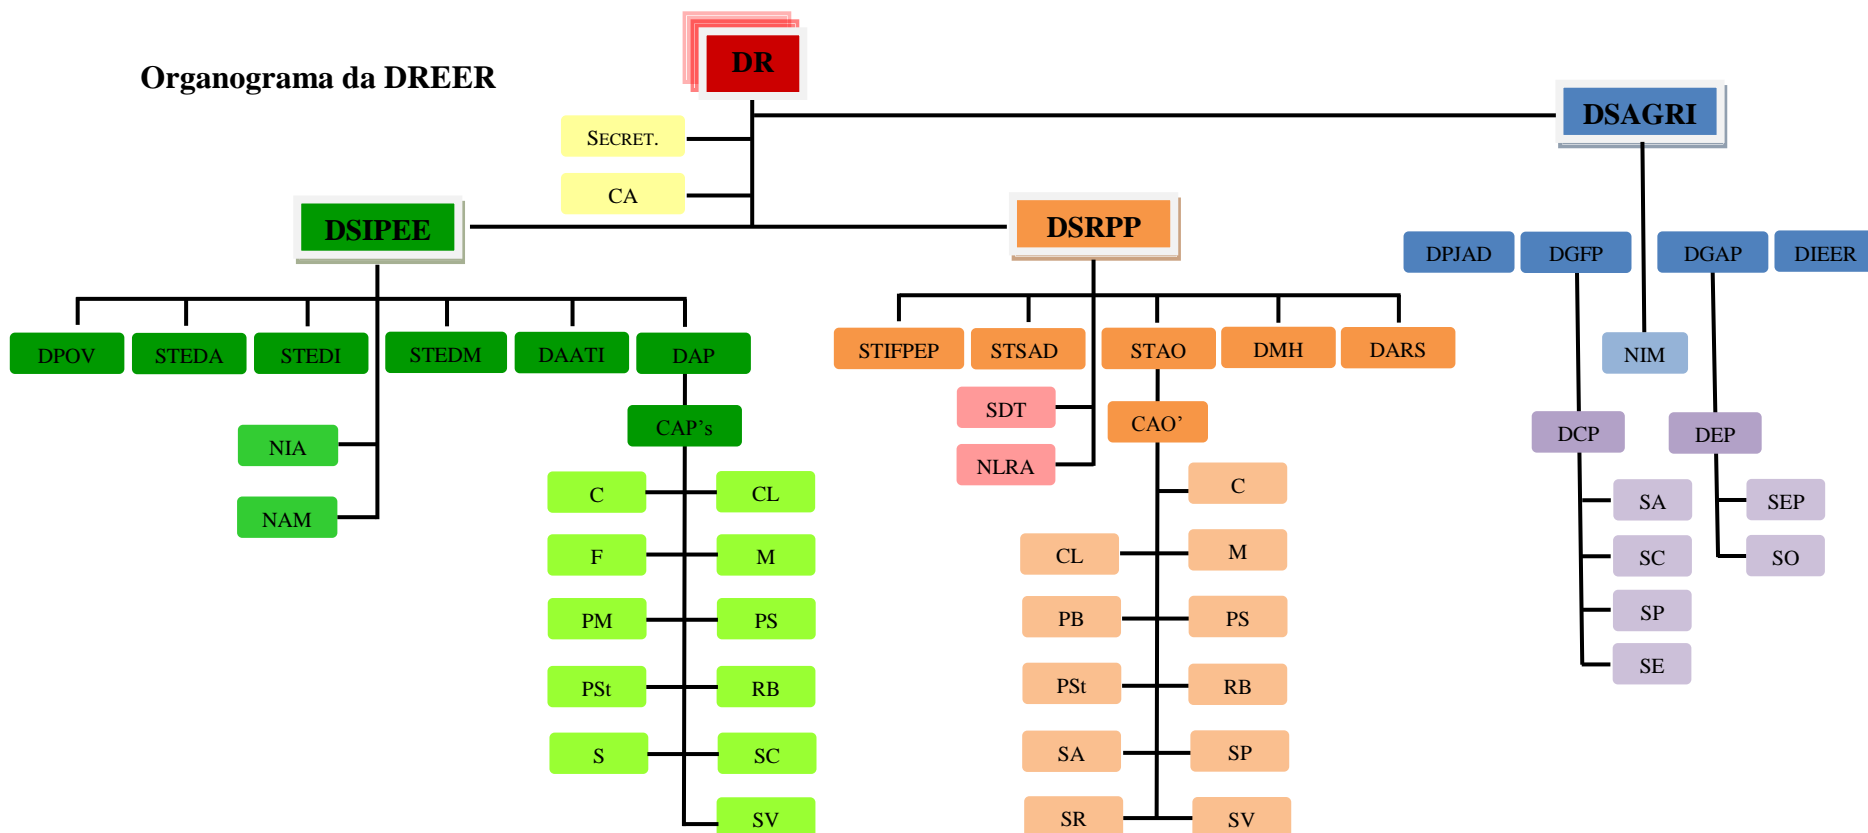 DR
Organograma da DREER
DSAGRI
SECRET.
CA
DSIPEE
DSRPP
DPJAD
DGFP
DGAP
DIEER
DPOV
STEDA
STEDI
STEDM
DAATI
DAP
STIFPEP
STSAD
STAO
DMH
DARS
NIM
SDT
CAP's
CAO'
DCP
DEP
NIA
NLRA
C
CL
C
SA
SEP
NAM
F
M
CL
M
SC
SO
PM
PS
PB
PS
SP
SE
PSt
RB
PSt
RB
S
SC
SA
SP
SV
SR
SV